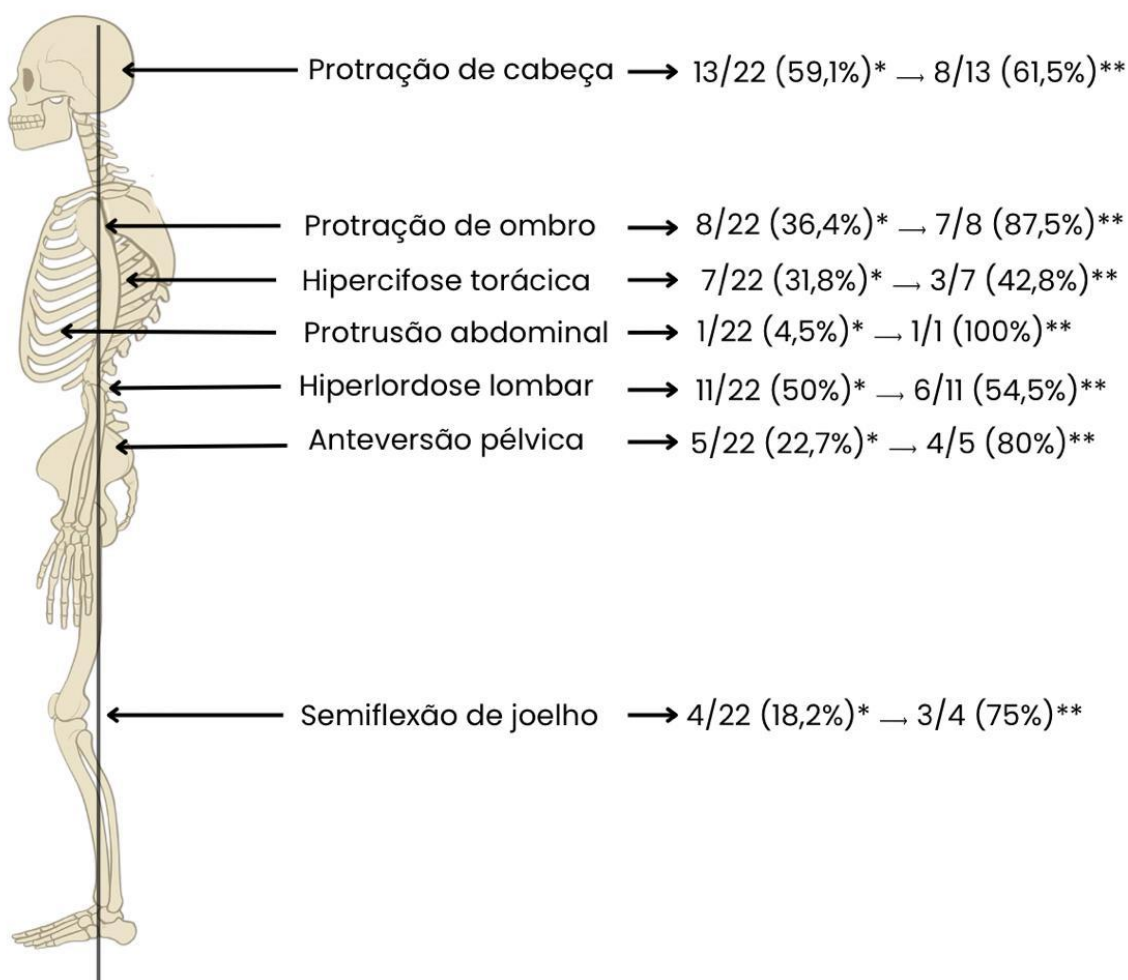 Protração de cabeça → 13/22 (59,1%)* → 8/13 (61,5%)**
Protração de ombro → 8/22 (36,4%)* → 7/8 (87,5%)**
Hipercifose torácica → 7/22 (31,8%)* → 3/7 (42,8%)**
Protrusão abdominal → 1/22 (4,5%)* → 1/1 (100%)**
Hiperlordose lombar → 11/22 (50%)* → 6/11 (54,5%)**
Anteversão pélvica → 5/22 (22,7%)* → 4/5 (80%)**
Semiflexão de joelho → 4/22 (18,2%)* → 3/4 (75%)**